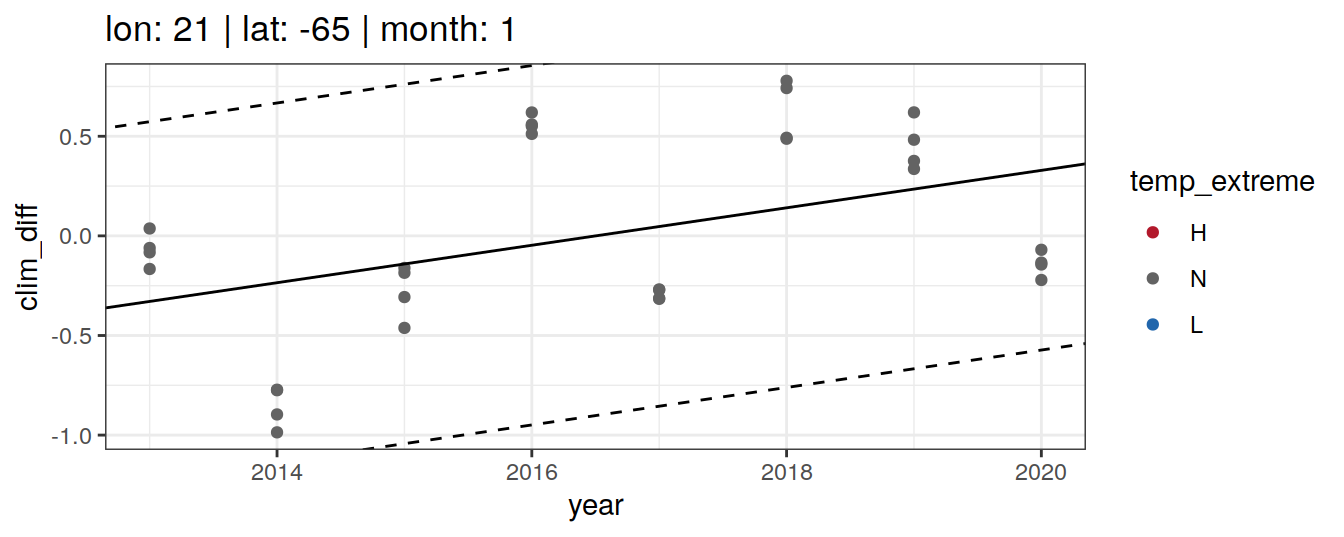 lon: 21 | lat: -65 | month: 1
clim_diff
0.5
0.0
-0.5
-1.0
2014 2016 2018 2020
year
temp_extreme
H
N
L